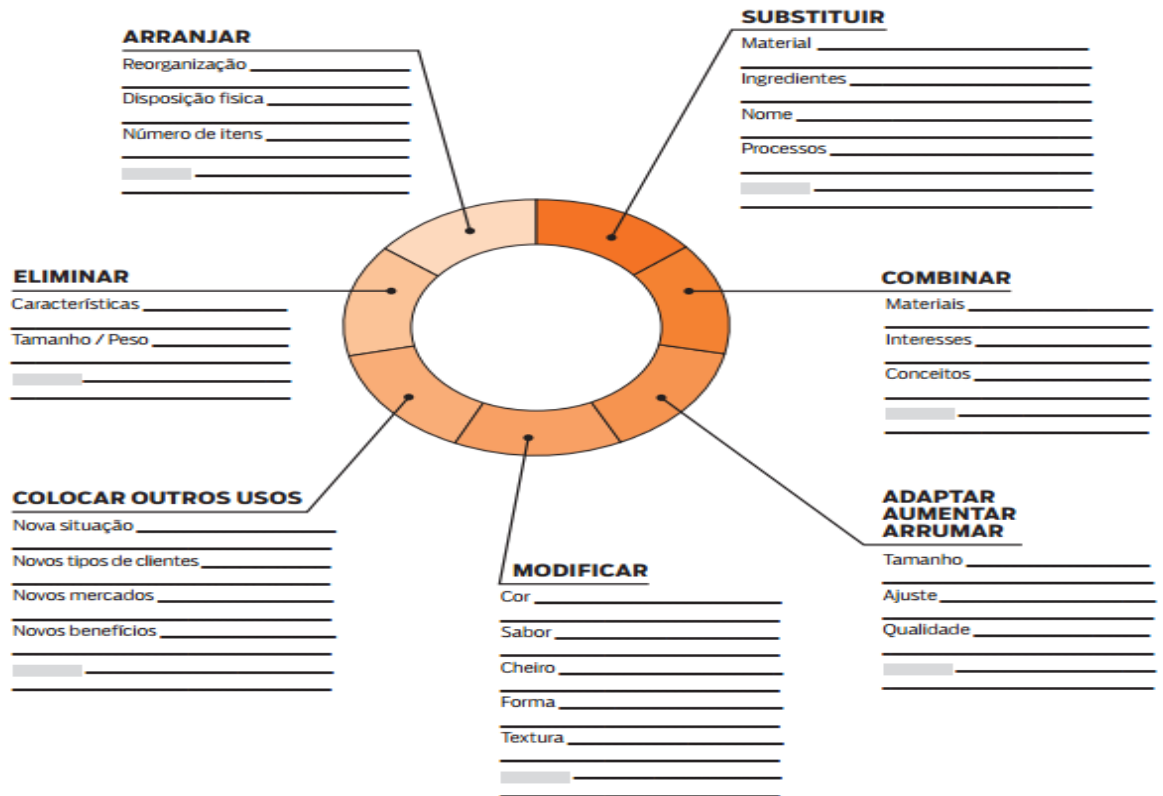 SUBSTITUIR
Material
Ingredientes
Nome
Processos
COMBINAR
Materiais
Interesses
Conceitos
ADAPTAR
AUMENTAR
ARRUMAR
Tamanho
Ajuste
Qualidade
MODIFICAR
Cor
Sabor
Cheiro
Forma
Textura
COLOCAR OUTROS USOS
Nova situação
Novos tipos de clientes
Novos mercados
Novos benefícios
ELIMINAR
Características
Tamanho / Peso
ARRANJAR
Reorganização
Disposição fisica
Número de itens